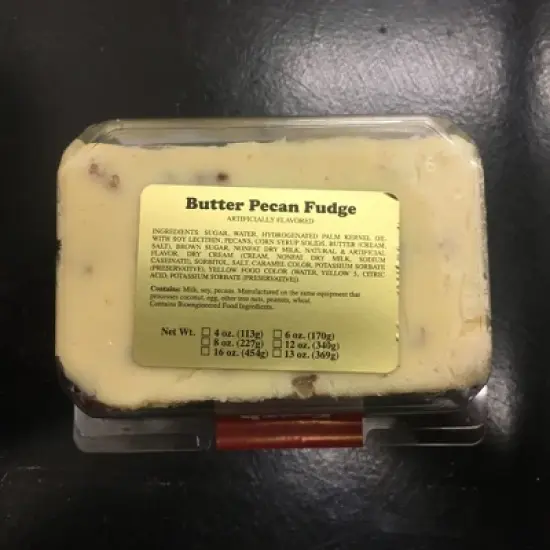 Butter Pecan Fudge
ARTIFICIALLY FLAVORED
INGREDIENTS: SUGAR, WATER, HYDROGENATED PALM KERNEL OIL
WITH SOY LECITHIN, PECANS, CORN SYRUP SOLIDS, BUTTER (CREAM,
SALT), BROWN SUGAR, NONFAT DRY MILK, NATURAL & ARTIFICIAL
FLAVOR, DRY CREAM (CREAM, NONFAT DRY MILK, SODIUM
CASEINATE), SORBITOL, SALT, CARAMEL COLOR, POTASSIUM SORBATE
(PRESERVATIVE), YELLOW FOOD COLOR (WATER, YELLOW 5, CITRIC
ACID, POTASSIUM SORBATE [PRESERVATIVE])
Contains: Milk, soy, pecans. Manufactured on the same equipment that
processes coconut, egg, other tree nuts, peanuts, wheat.
Contains Bioengineered Food Ingredients.
Net Wt. 4 oz. (113g) 6 oz. (170g)
8 oz. (227g) 12 oz. (340g)
16 oz. (454g) 13 oz. (369g)